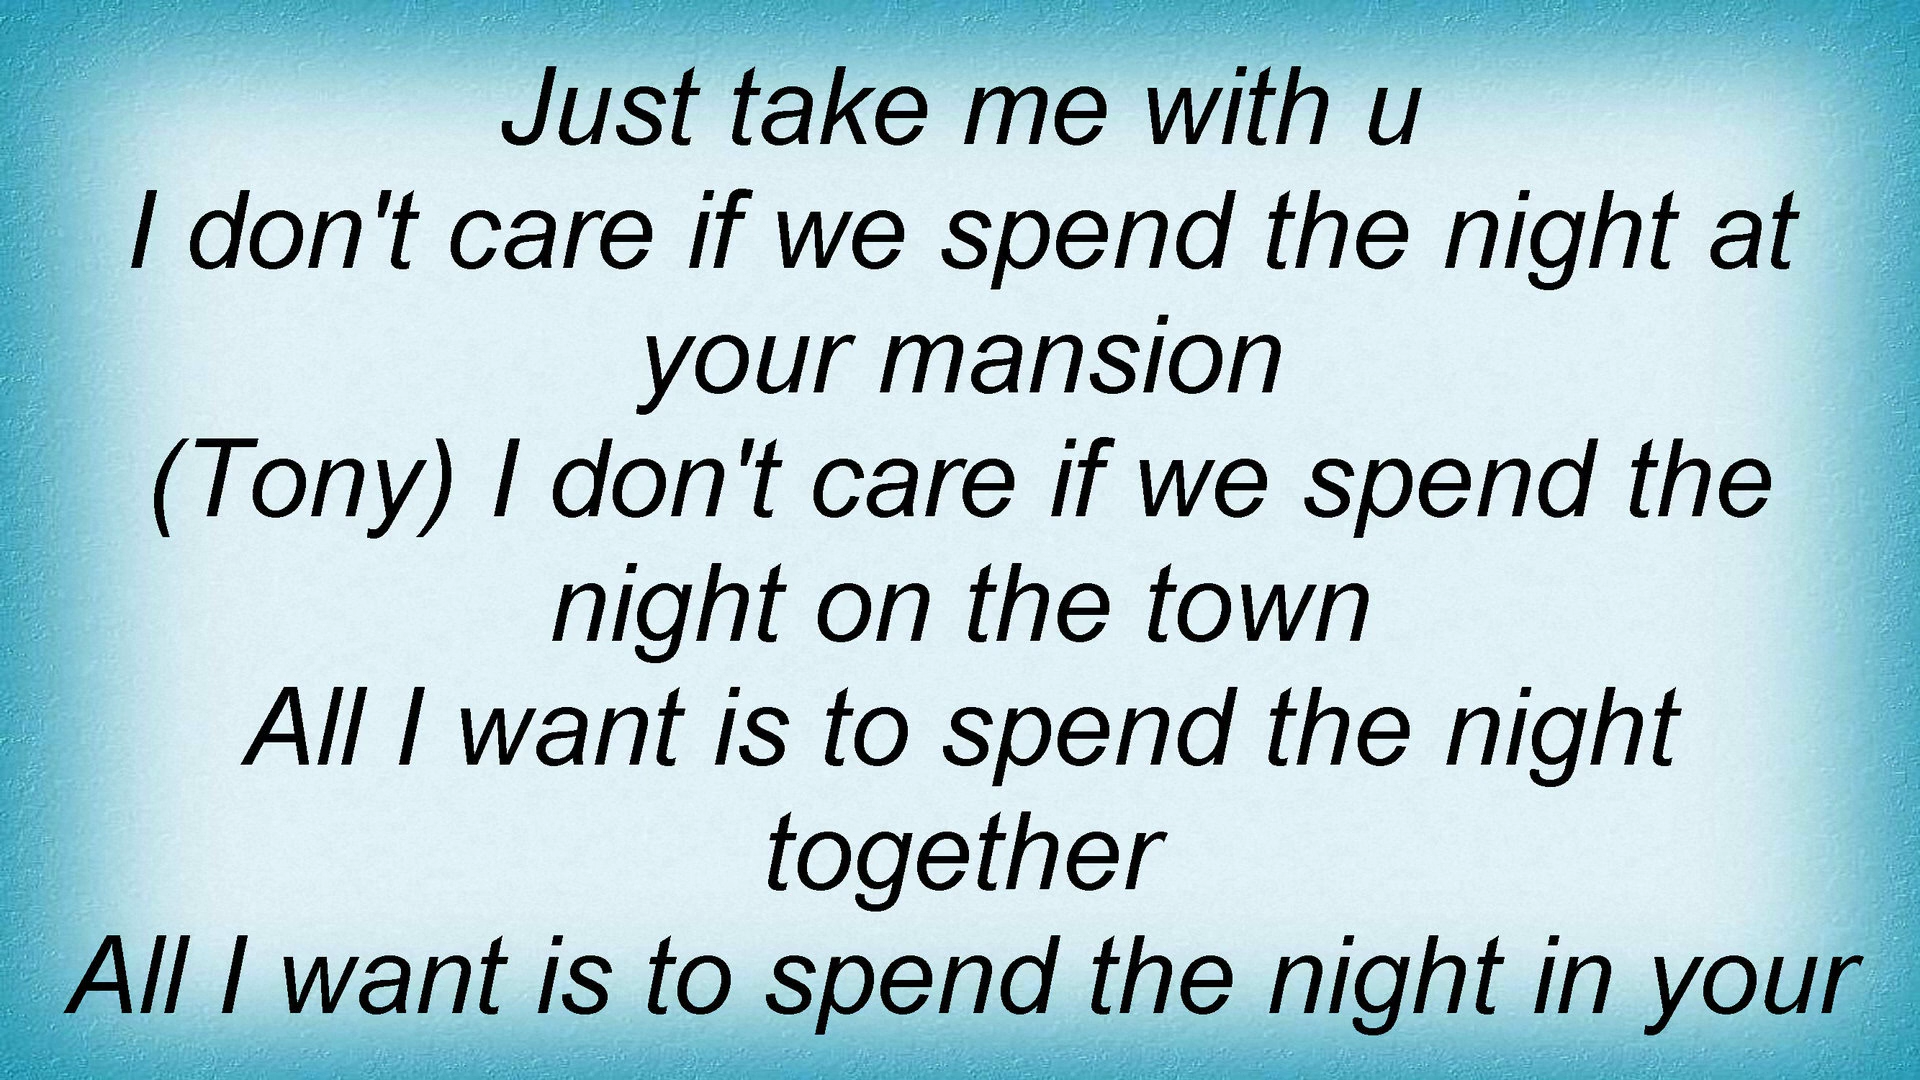 Just take me with u
I don't care if we spend the night at
your mansion
(Tony) I don't care if we spend the
night on the town
All I want is to spend the night
together
All I want is to spend the night in your